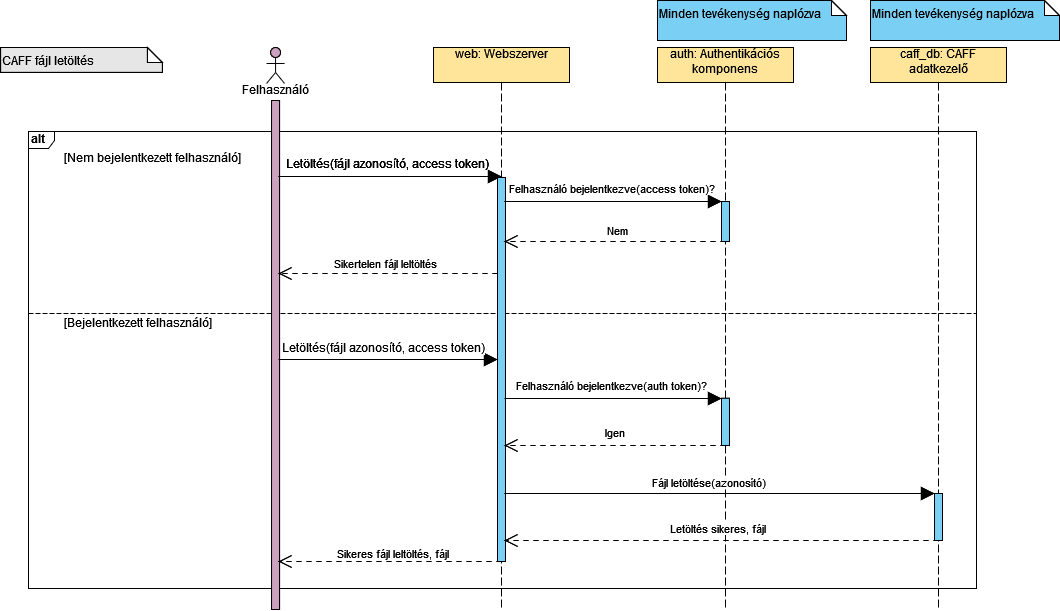 Minden tevékenység naplózva
Minden tevékenység naplózva
CAFF fájl letöltés
Felhasználó
web: Webszerver
auth: Authentikációs
komponens
caff_db: CAFF
adatkezelő
alt
[Nem bejelentkezett felhasználó]
Letöltés(fájl azonosító, access token)
Felhasználó bejelentkezve(access token)?
Nem
Sikertelen fájl leltöltés
[Bejelentkezett felhasználó]
Letöltés(fájl azonosító, access token)
Felhasználó bejelentkezve(auth token)?
Igen
Fájl letöltése(azonosító)
Letöltés sikeres, fájl
Sikeres fájl leltöltés, fájl